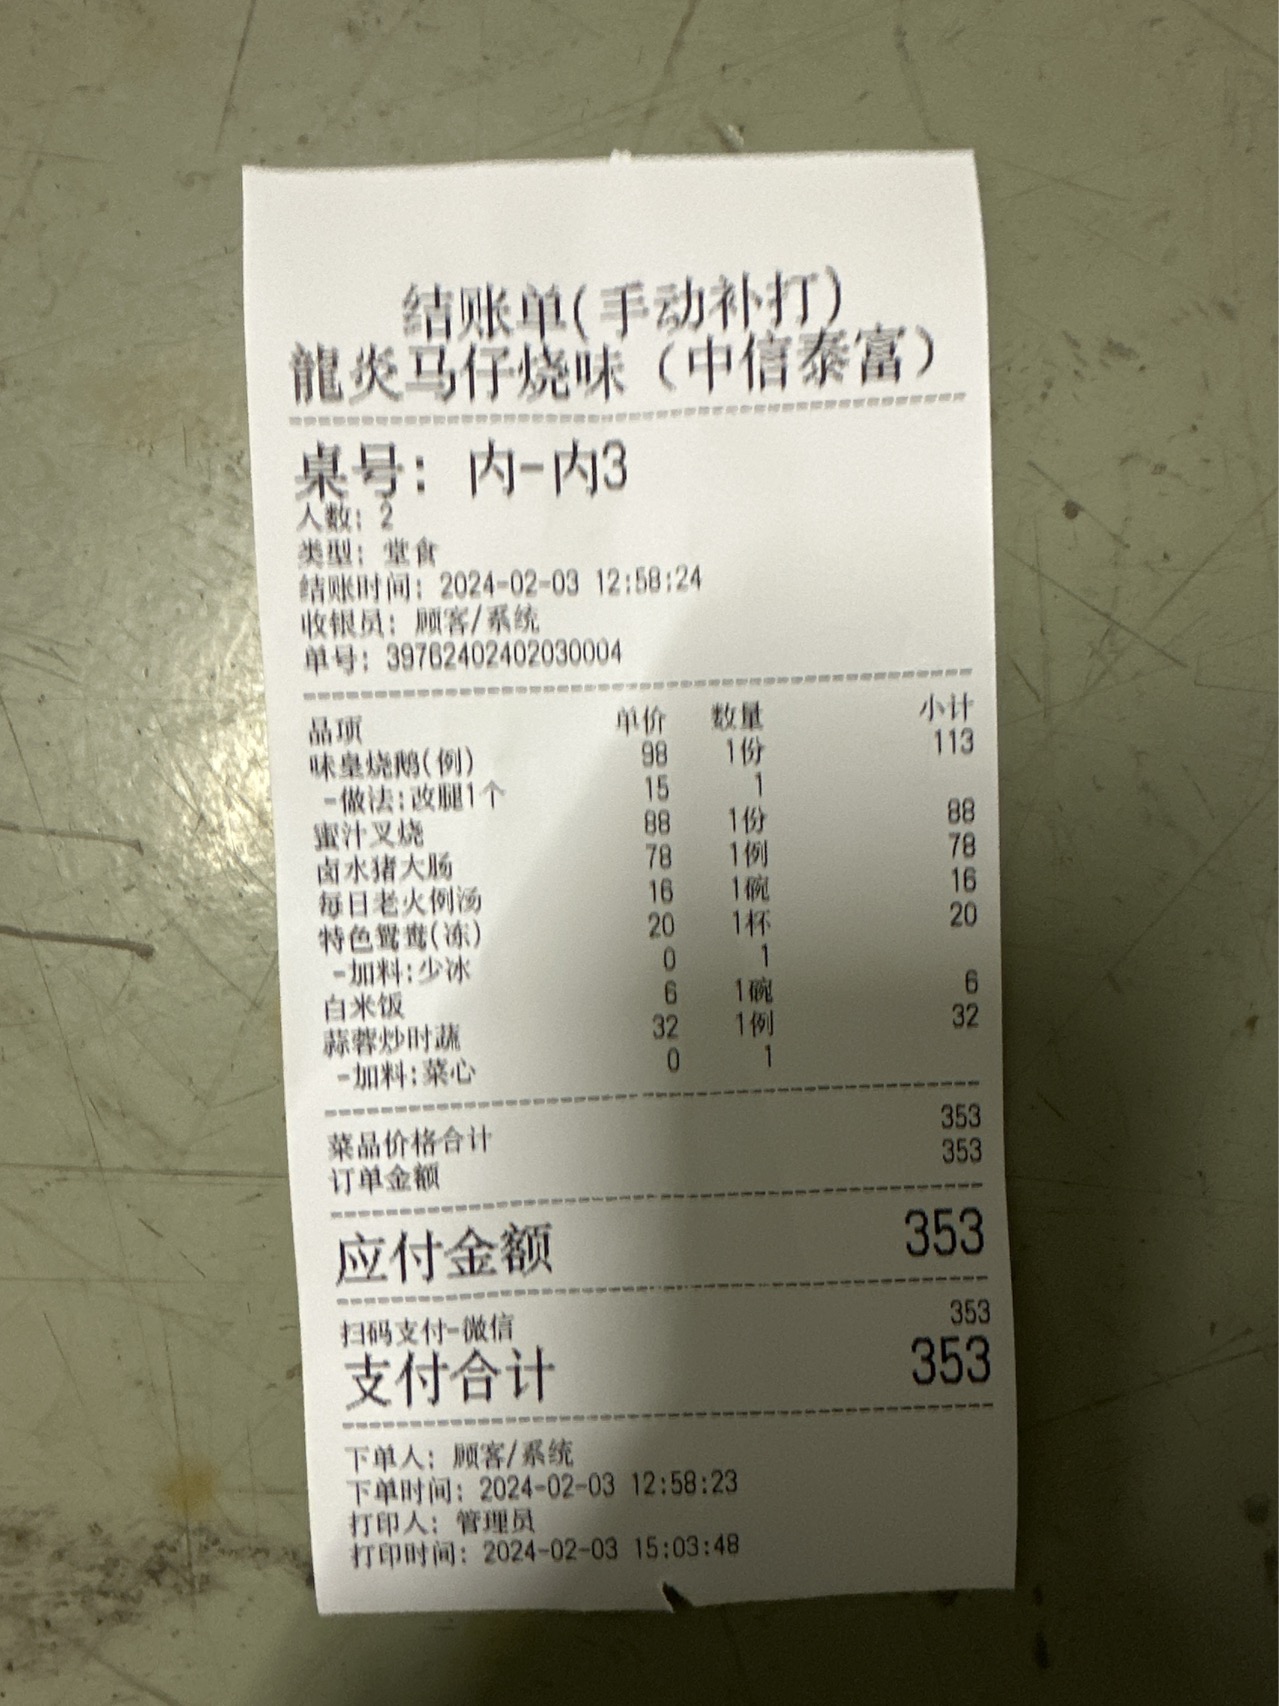 结账单(手动补打)
龍炎马仔烧味（中信泰富）
桌号: 内-内3
人数: 2
类型: 堂食
结账时间: 2024-02-03 12:58:24
收银员: 顾客/系统
单号: 39762402402030004
品项 单价 数量 小计
味皇烧鹅(例) 98 1份 113
-做法:改腿1个 15 1
蜜汁叉烧 88 1份 88
卤水猪大肠 78 1例 78
每日老火例汤 16 1碗 16
特色鸳鸯(冻) 20 1杯 20
-加料:少冰 0 1
白米饭 6 1碗 6
蒜蓉炒时蔬 32 1例 32
-加料:菜心 0 1
菜品价格合计 353
订单金额 353
应付金额 353
扫码支付-微信 353
支付合计 353
下单人: 顾客/系统
下单时间: 2024-02-03 12:58:23
打印人: 管理员
打印时间: 2024-02-03 15:03:48